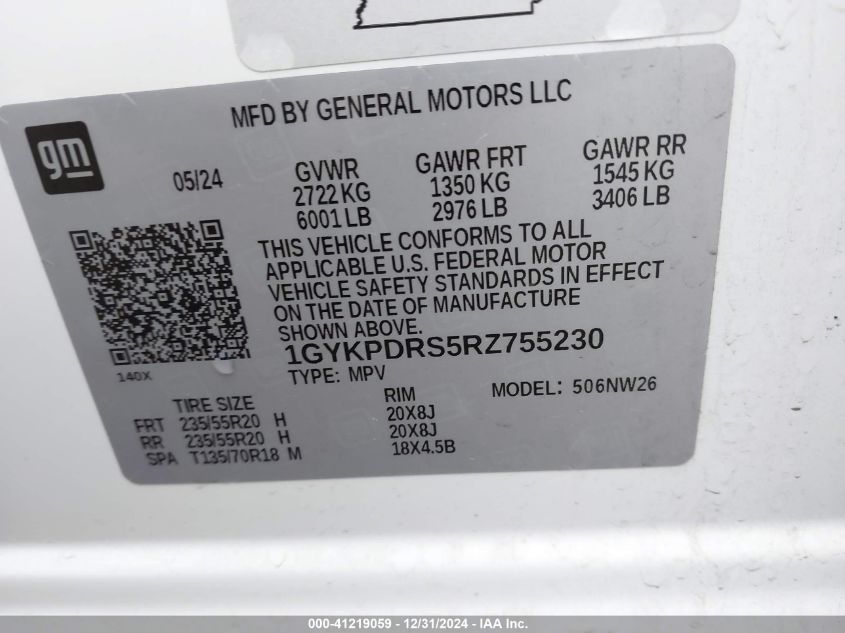 MFD BY GENERAL MOTORS LLC
gm
05/24
GVWR
2722 KG
6001 LB
GAWR FRT
1350 KG
2976 LB
GAWR RR
1545 KG
3406 LB
THIS VEHICLE CONFORMS TO ALL
APPLICABLE U.S. FEDERAL MOTOR
VEHICLE SAFETY STANDARDS IN EFFECT
ON THE DATE OF MANUFACTURE
SHOWN ABOVE.
1GYKPDRS5RZ755230
140X
TYPE: MPV
MODEL: 506NW26
TIRE SIZE RIM
FRT 235/55R20 H 20X8J
RR 235/55R20 H 20X8J
SPA T135/70R18 M 18X4.5B
000-41219059 - 12/31/2024 - IAA Inc.